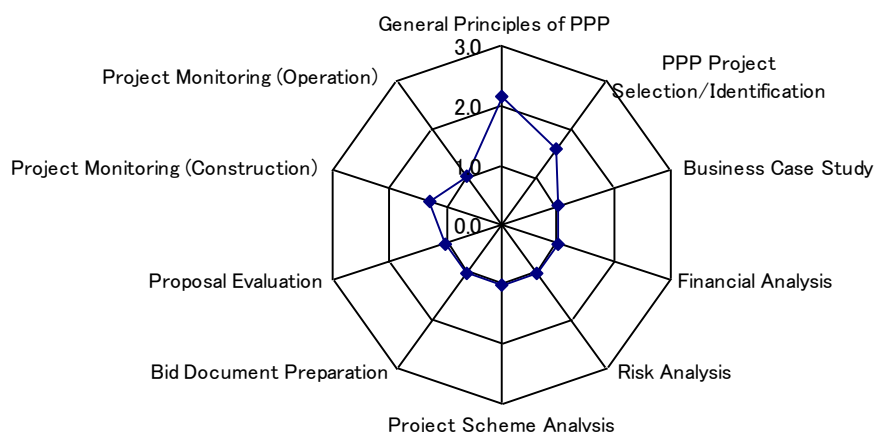 General Principles of PPP
3.0
PPP Project
Selection/Identification
Project Monitoring (Operation)
2.0
1.0
Project Monitoring (Construction)
Business Case Study
0.0
Proposal Evaluation
Financial Analysis
Bid Document Preparation
Risk Analysis
Project Scheme Analysis